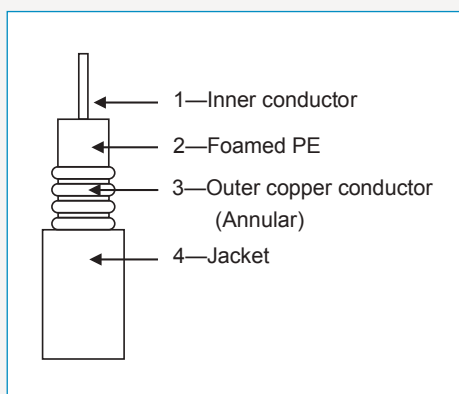 1—Inner conductor
2—Foamed PE
3—Outer copper conductor
(Annular)
4—Jacket